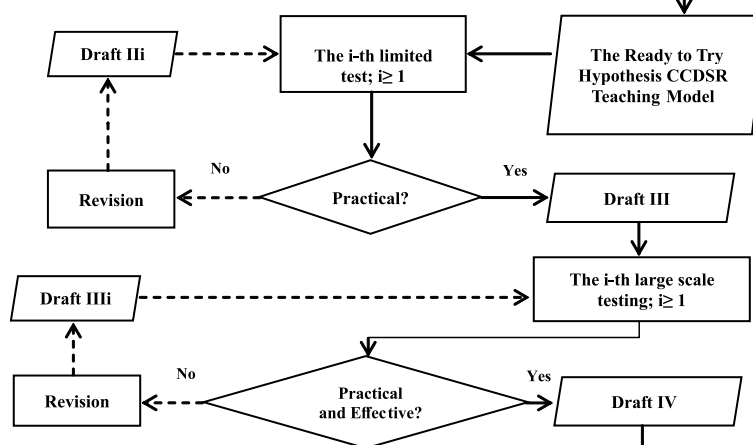 Draft IIi
The i-th limited
test; i≥ 1
The Ready to Try
Hypothesis CCDSR
Teaching Model
No
Yes
Revision
Practical?
Draft III
Draft IIIi
The i-th large scale
testing; i≥ 1
No
Yes
Revision
Practical
and Effective?
Draft IV